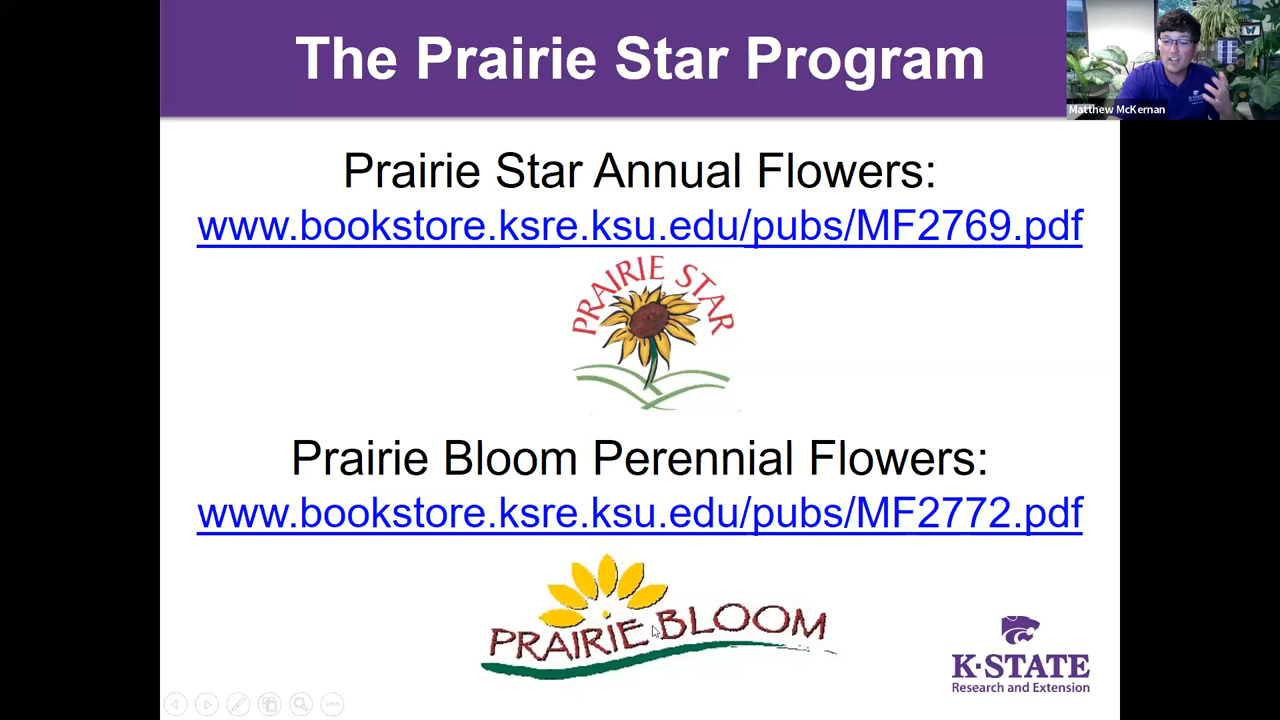 The Prairie Star Program
Matthew McKernan
K-STATE
Prairie Star Annual Flowers:
www.bookstore.ksre.ksu.edu/pubs/MF2769.pdf
PRAIRIE STAR
Prairie Bloom Perennial Flowers:
www.bookstore.ksre.ksu.edu/pubs/MF2772.pdf
PRAIRIE BLOOM
K-STATE
Research and Extension